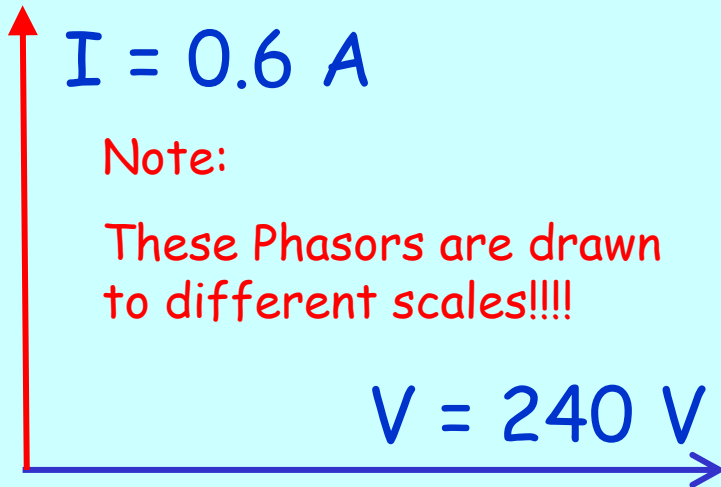 I = 0.6 A
Note:
These Phasors are drawn
to different scales!!!!
V = 240 V